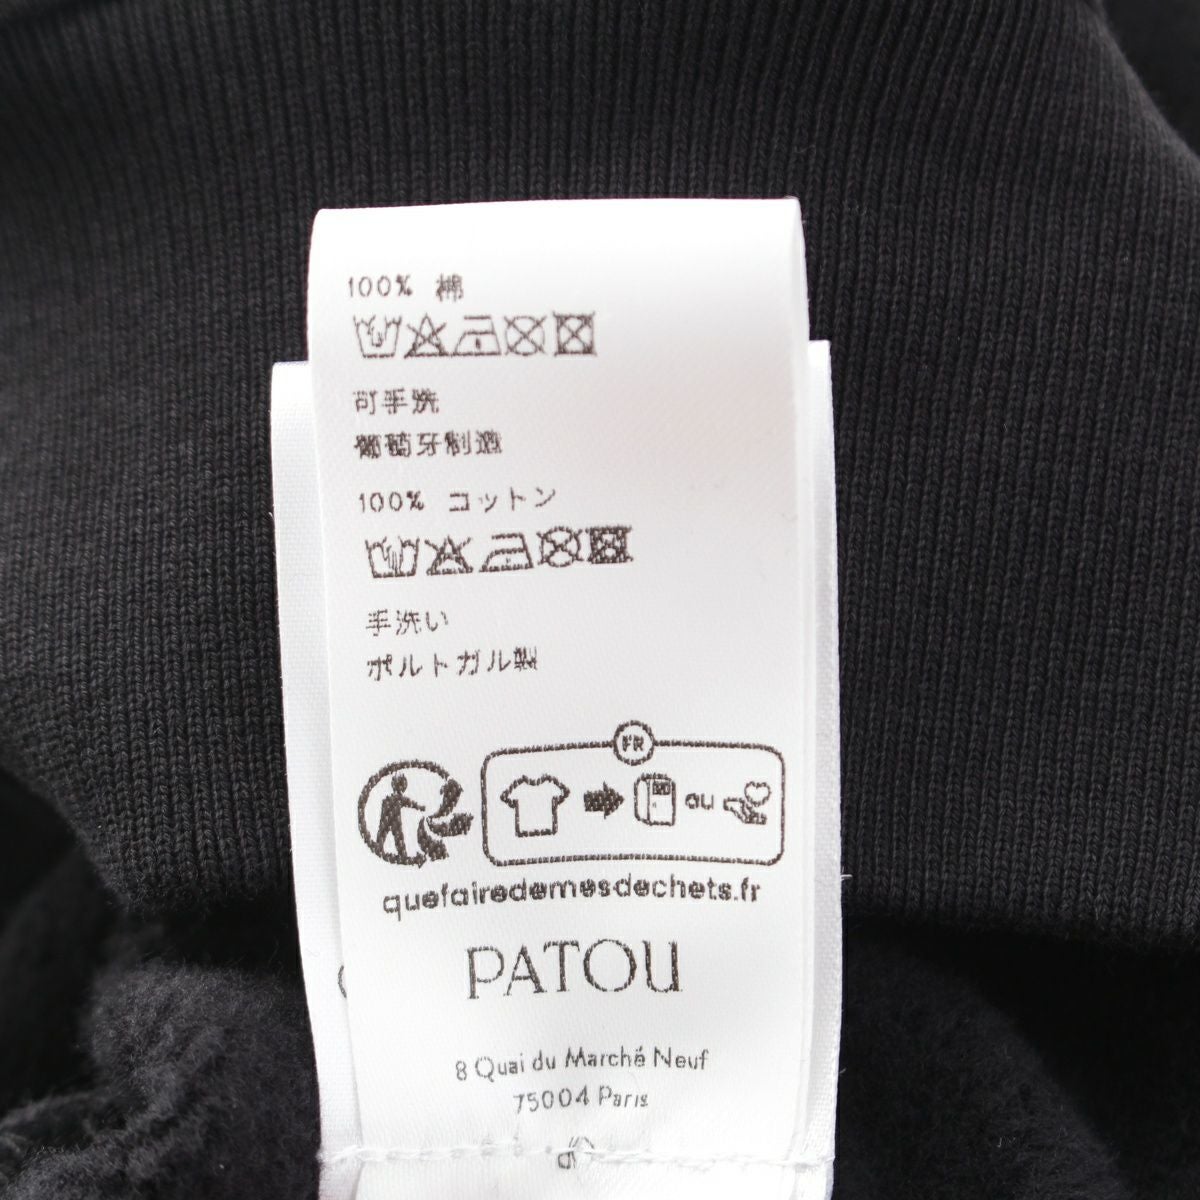 100% 棉
可手洗
葡萄牙制造
100% コットン
手洗い
ポルトガル製
FR
ou
quefairedemesdechets.fr
PATOU
8 Quai du Marché Neuf
75004 Paris